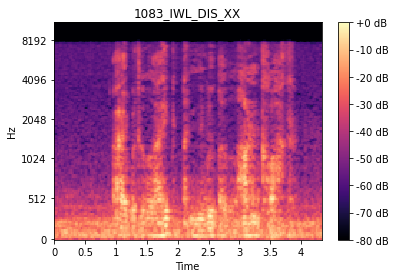 1083_IWL_DIS_XX
+0 dB
8192
-10 dB
4096
-20 dB
-30 dB
2048
Hz
-40 dB
1024
-50 dB
512
-60 dB
-70 dB
0
-80 dB
0 0.5 1 1.5 2 2.5 3 3.5 4
Time